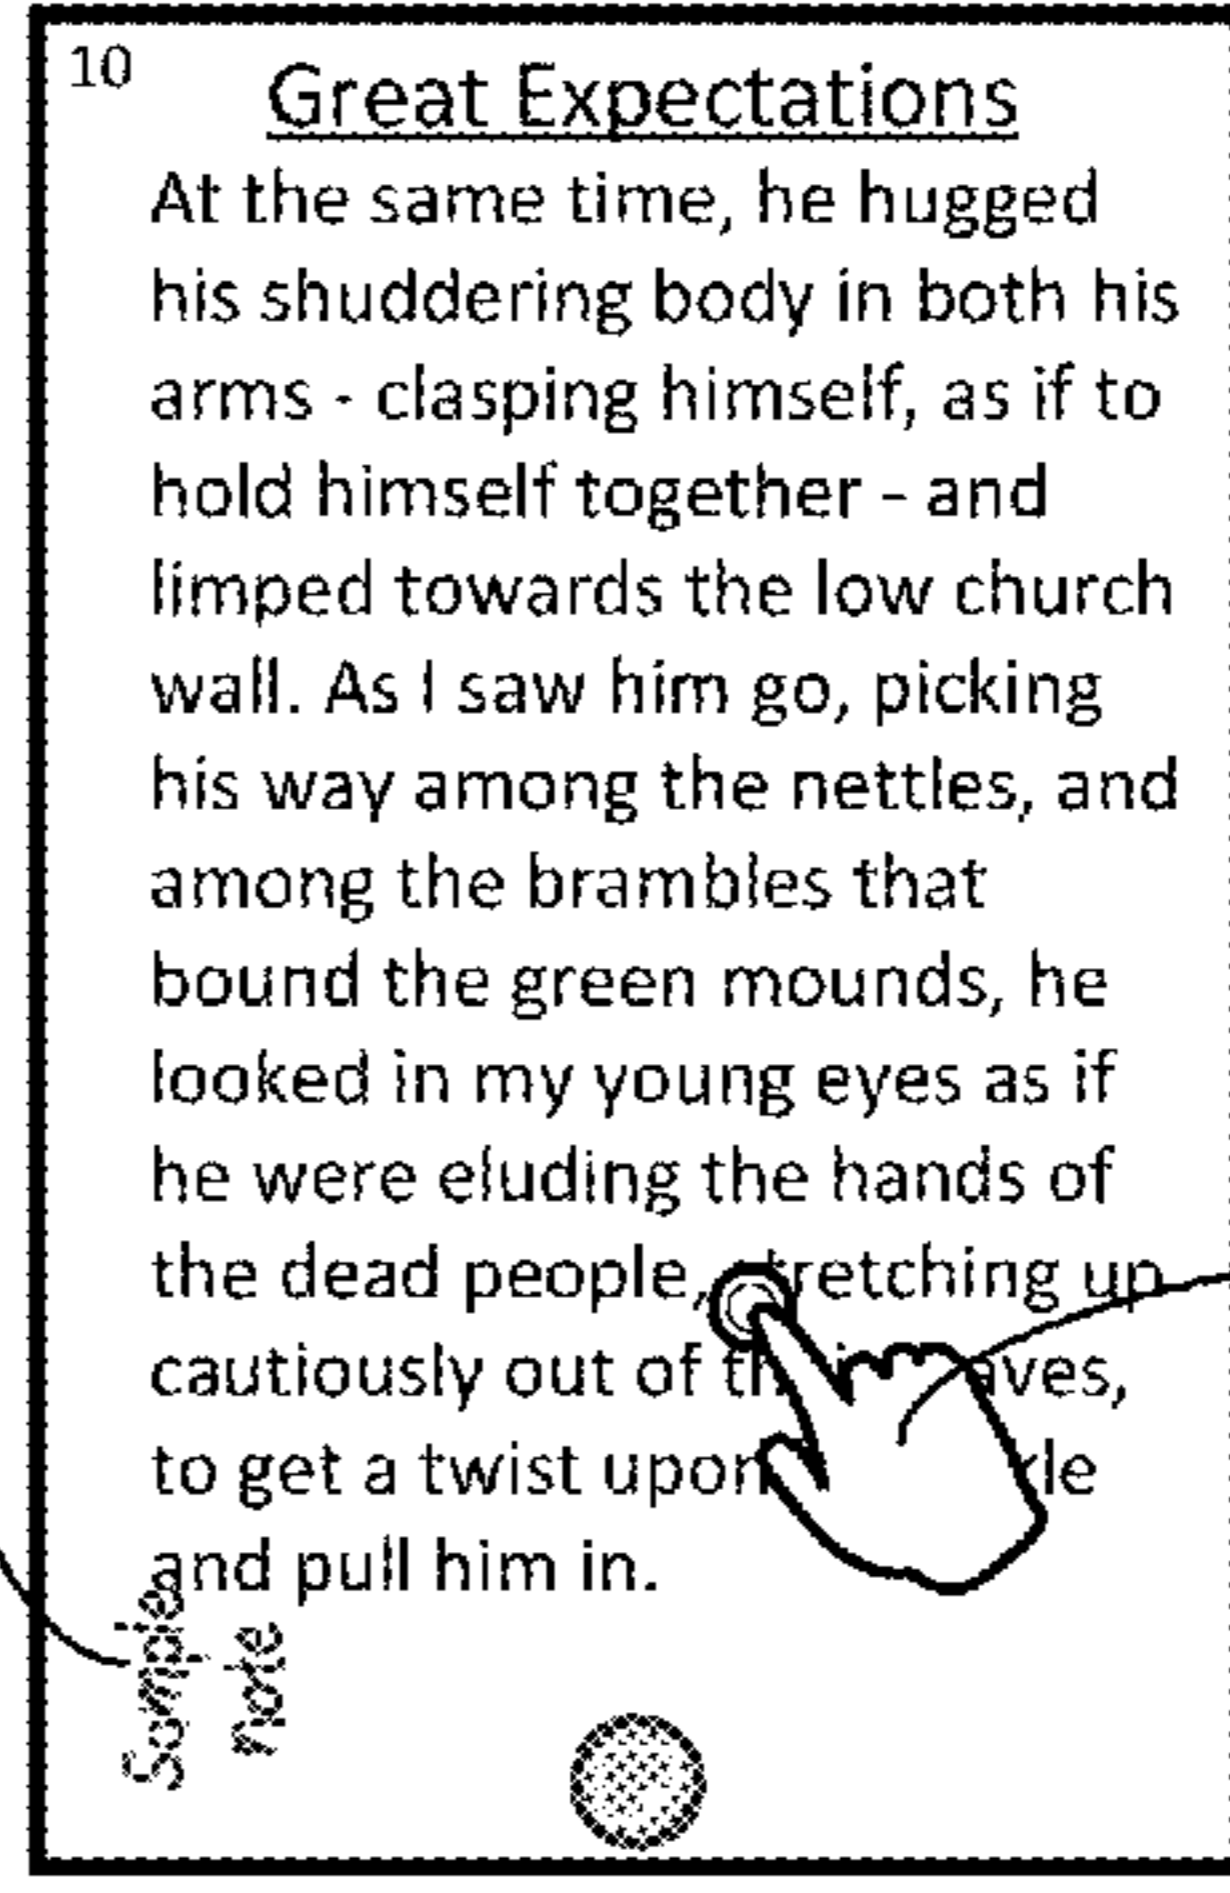 10
Great Expectations
At the same time, he hugged
his shuddering body in both his
arms - clasping himself, as if to
hold himself together - and
limped towards the low church
wall. As I saw him go, picking
his way among the nettles, and
among the brambles that
bound the green mounds, he
looked in my young eyes as if
he were eluding the hands of
the dead people, stretching up
cautiously out of
to get a twist upon
and pull him in.
Sample
note